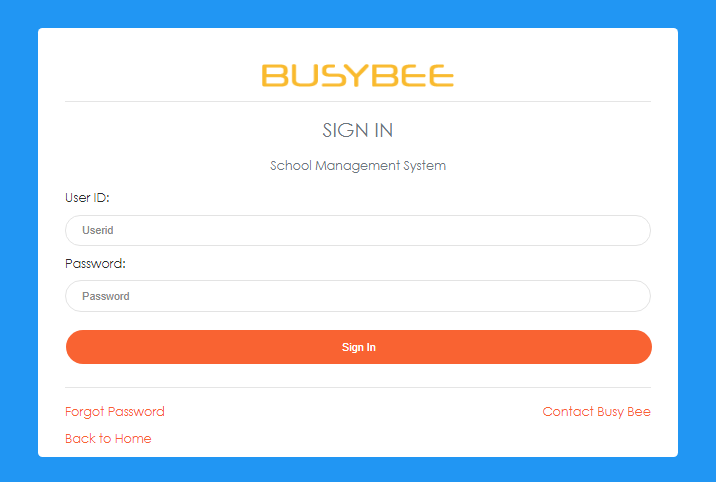 BUSYBEE
SIGN IN
School Management System
User ID:
Userid
Password:
Password
Sign In
Forgot Password
Contact Busy Bee
Back to Home